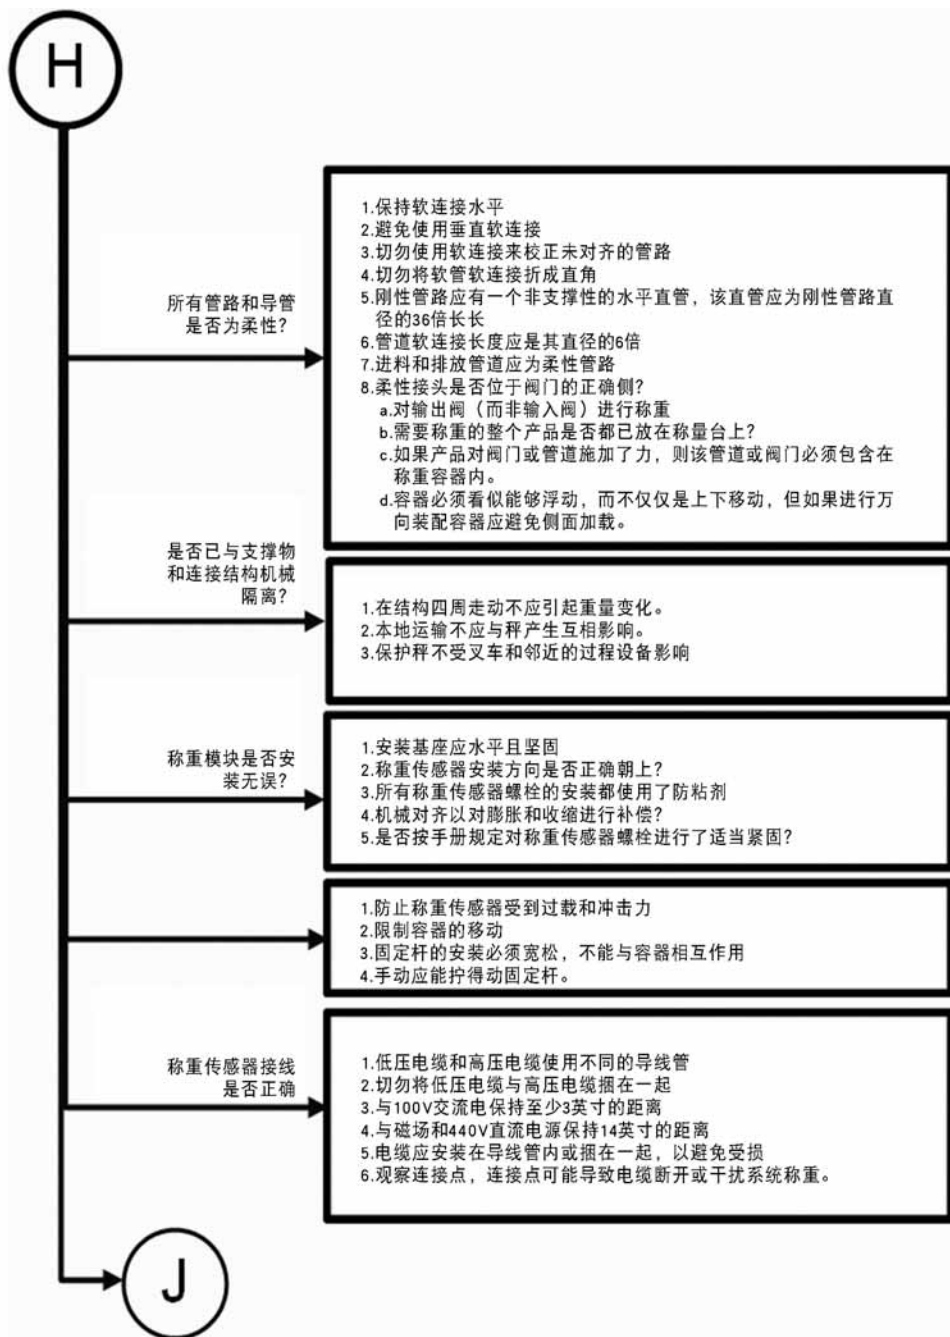 H
所有管路和导管
是否为柔性?
1.保持软连接水平
2.避免使用垂直软连接
3.切勿使用软连接来校正未对齐的管路
4.切勿将软管软连接折成直角
5.刚性管路应有一个非支撑性的水平直管，该直管应为刚性管路直
径的36倍长长
6.管道软连接长度应是其直径的6倍
7.进料和排放管道应为柔性管路
8.柔性接头是否位于阀门的正确侧?
a.对输出阀（而非输入阀）进行称重
b.需要称重的整个产品是否都已放在称量台上?
c.如果产品对阀门或管道施加了力，则该管道或阀门必须包含在
称重容器内。
d.容器必须看似能够浮动，而不仅仅是上下移动，但如果进行万
向装配容器应避免侧面加载。
是否已与支撑物
和连接结构机械
隔离?
1.在结构四周走动不应引起重量变化。
2.本地运输不应与秤产生互相影响。
3.保护秤不受叉车和邻近的过程设备影响
称重模块是否安
装无误?
1.安装基座应水平且坚固
2.称重传感器安装方向是否正确朝上?
3.所有称重传感器螺栓的安装都使用了防粘剂
4.机械对齐以对膨胀和收缩进行补偿?
5.是否按手册规定对称重传感器螺栓进行了适当紧固?
1.防止称重传感器受到过载和冲击力
2.限制容器的移动
3.固定杆的安装必须宽松，不能与容器相互作用
4.手动应能拧得动固定杆。
称重传感器接线
是否正确
1.低压电缆和高压电缆使用不同的导线管
2.切勿将低压电缆与高压电缆捆在一起
3.与100V交流电保持至少3英寸的距离
4.与磁场和440V直流电源保持14英寸的距离
5.电缆应安装在导线管内或捆在一起，以避免受损
6.观察连接点，连接点可能导致电缆断开或干扰系统称重。
J